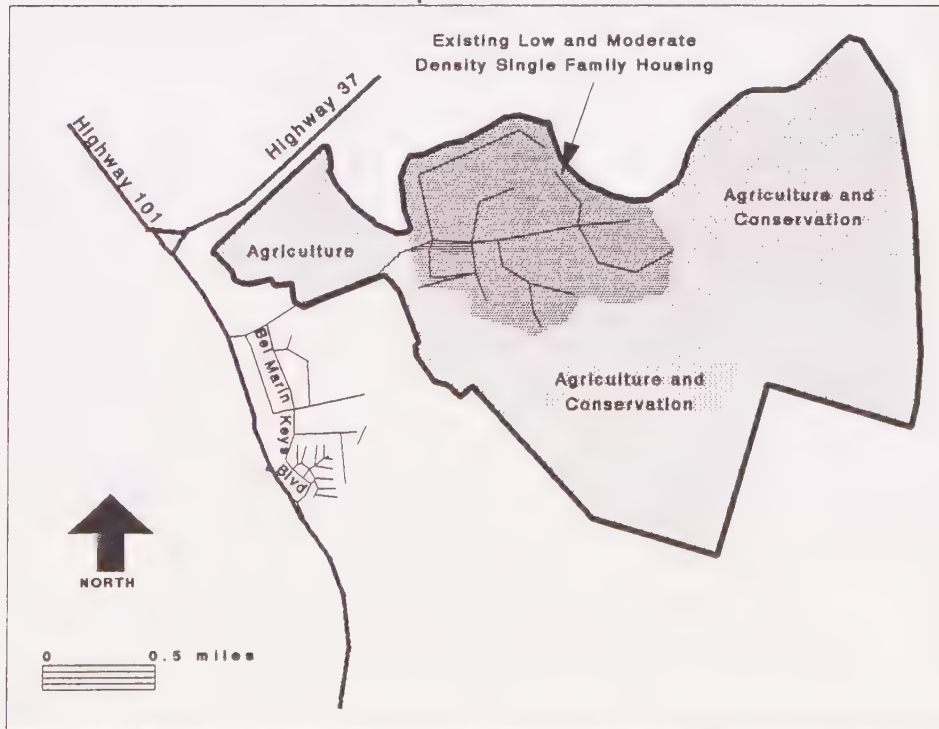 Existing Low and Moderate
Density Single Family Housing
Highway 37
Highway 101
Agriculture and
Conservation
Agriculture
Agriculture and
Conservation
Bel Marin Keys Blvd
NORTH
0 0.5 miles